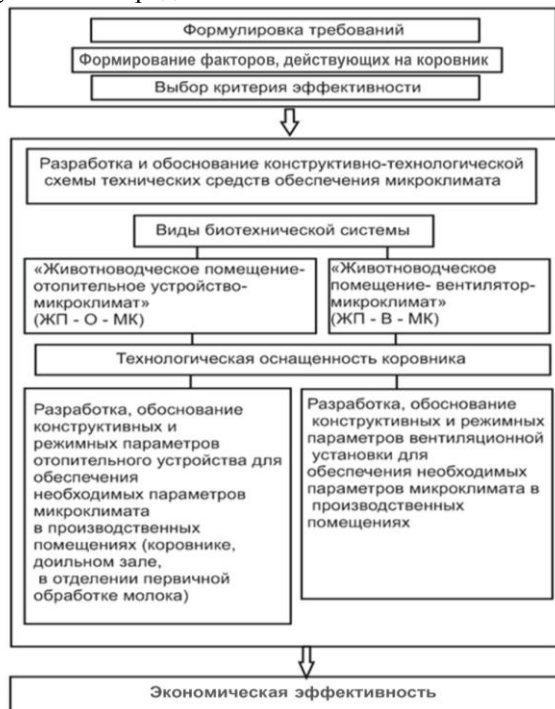 Формулировка требований
Формирование факторов, действующих на коровник
Выбор критерия эффективности
Разработка и обоснование конструктивно-технологической
схемы технических средств обеспечения микроклимата
Виды биотехнической системы
«Животноводческое помещение-
отопительное устройство-
микроклимат»
(ЖП - О - МК)
«Животноводческое
помещение- вентилятор-
микроклимат»
(ЖП - В - МК)
Технологическая оснащенность коровника
Разработка, обоснование
конструктивных и
режимных параметров
отопительного устройства для
обеспечения
необходимых параметров
микроклимата
в производственных
помещениях (коровнике,
доильном зале,
в отделении первичной
обработке молока)
Разработка, обоснование
конструктивных и режимных
параметров вентиляционной
установки для
обеспечения необходимых
параметров микроклимата в
производственных
помещениях
Экономическая эффективность